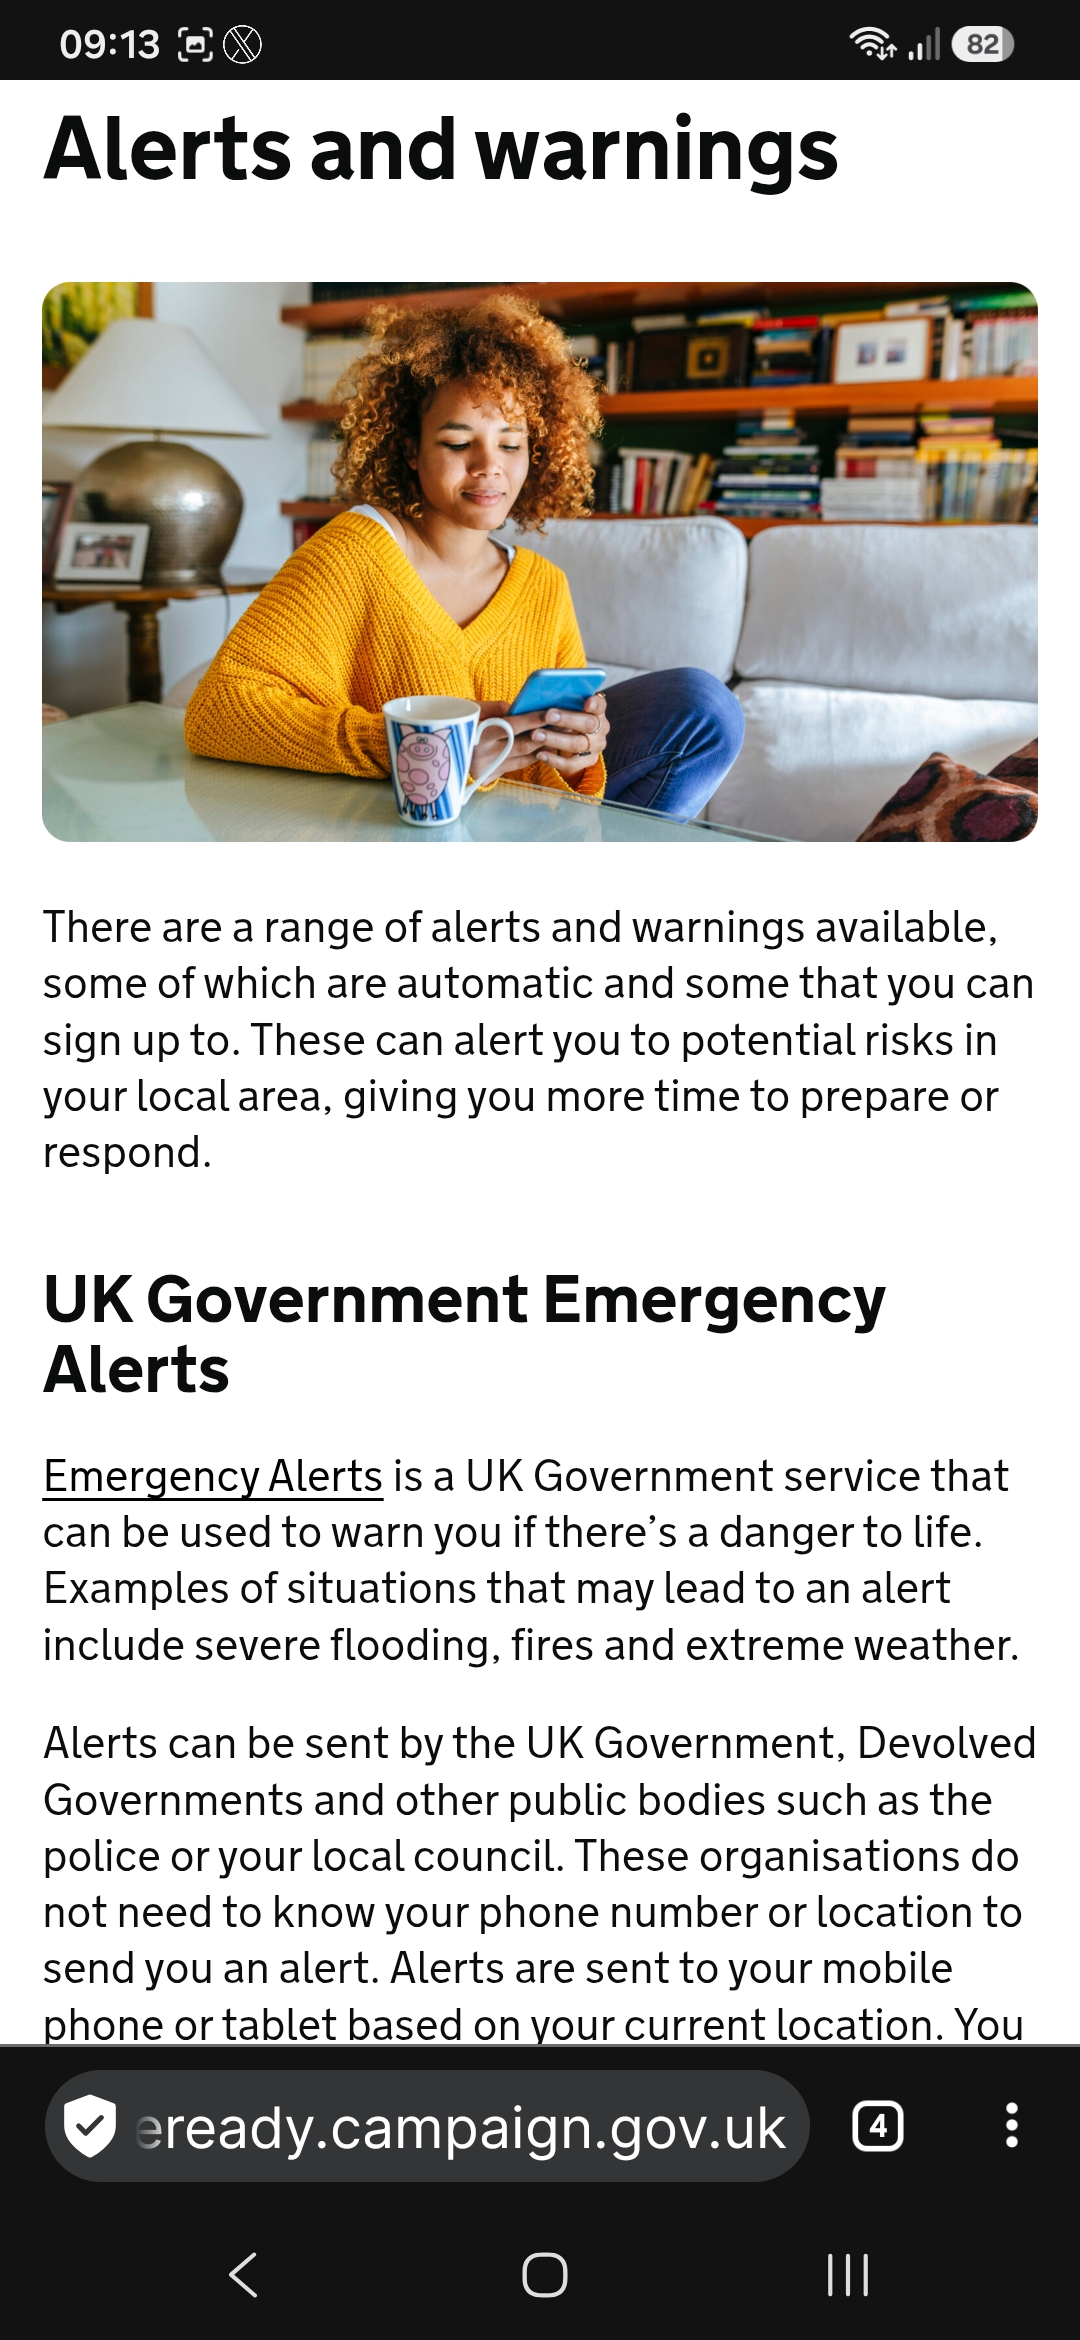 09:13
82
Alerts and warnings
There are a range of alerts and warnings available,
some of which are automatic and some that you can
sign up to. These can alert you to potential risks in
your local area, giving you more time to prepare or
respond.
UK Government Emergency
Alerts
Emergency Alerts is a UK Government service that
can be used to warn you if there’s a danger to life.
Examples of situations that may lead to an alert
include severe flooding, fires and extreme weather.
Alerts can be sent by the UK Government, Devolved
Governments and other public bodies such as the
police or your local council. These organisations do
not need to know your phone number or location to
send you an alert. Alerts are sent to your mobile
phone or tablet based on your current location. You
eready.campaign.gov.uk
4